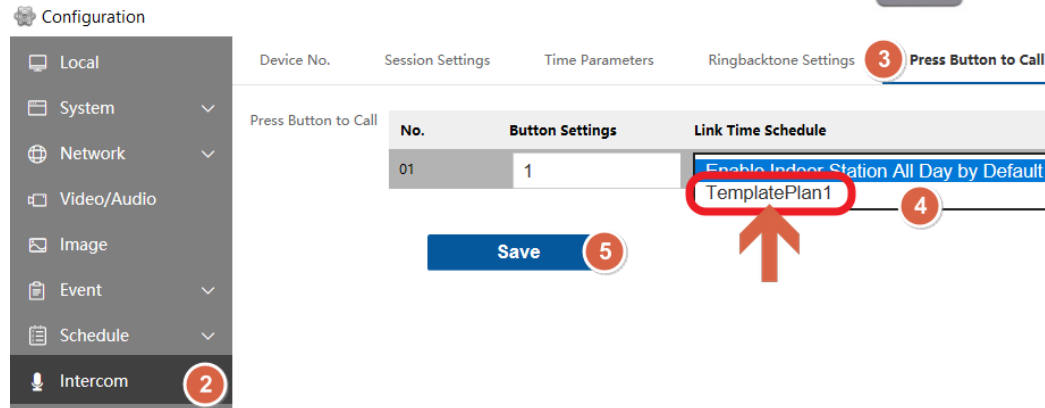 Configuration
Local
System
Network
Video/Audio
Image
Event
Schedule
Intercom 2
Device No. Session Settings Time Parameters Ringbacktone Settings 3 Press Button to Call
Press Button to Call
No. Button Settings Link Time Schedule
01 1 Enable Indoor Station All Day by Default
TemplatePlan1
4
Save 5